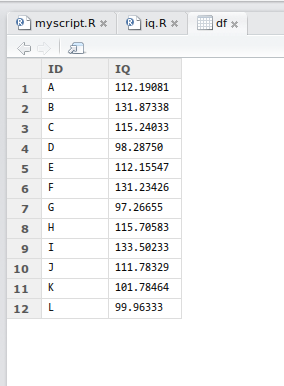 myscript.R iq.R df
ID IQ
1 A 112.19081
2 B 131.87338
3 C 115.24033
4 D 98.28750
5 E 112.15547
6 F 131.23426
7 G 97.26655
8 H 115.70583
9 I 133.50233
10 J 111.78329
11 K 101.78464
12 L 99.96333